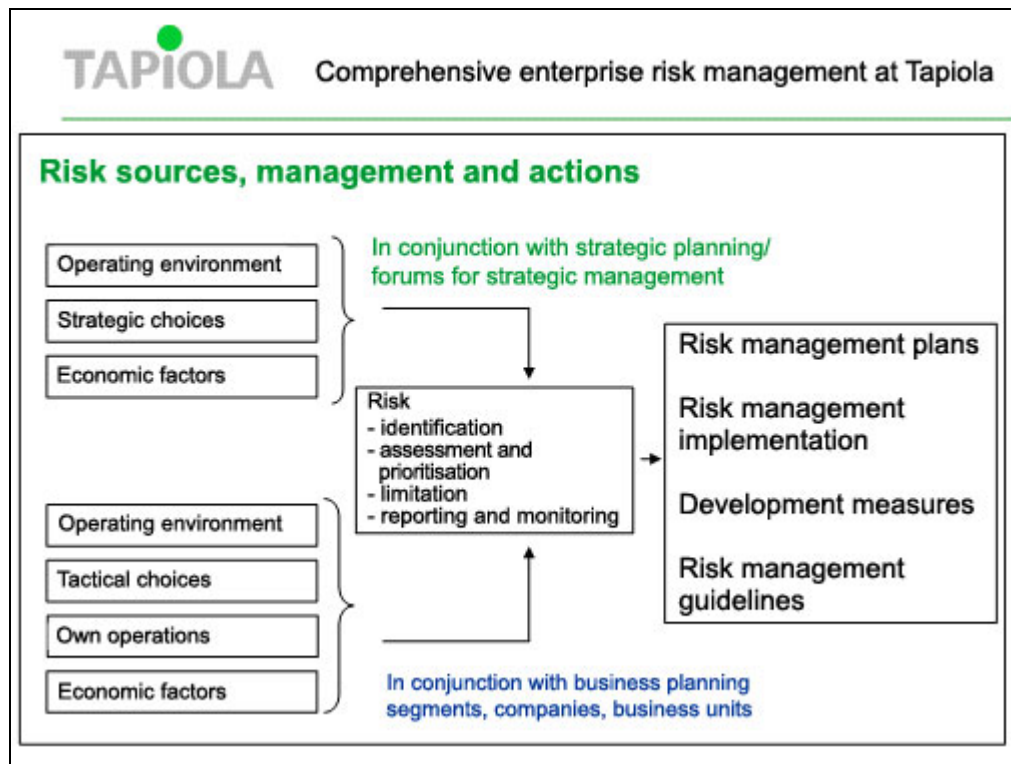 TAPiOLA
Comprehensive enterprise risk management at Tapiola
Risk sources, management and actions
Operating environment
Strategic choices
Economic factors
In conjunction with strategic planning/
forums for strategic management
Risk
- identification
- assessment and
prioritisation
- limitation
- reporting and monitoring
Risk management plans
Risk management
implementation
Development measures
Risk management
guidelines
Operating environment
Tactical choices
Own operations
Economic factors
In conjunction with business planning
segments, companies, business units